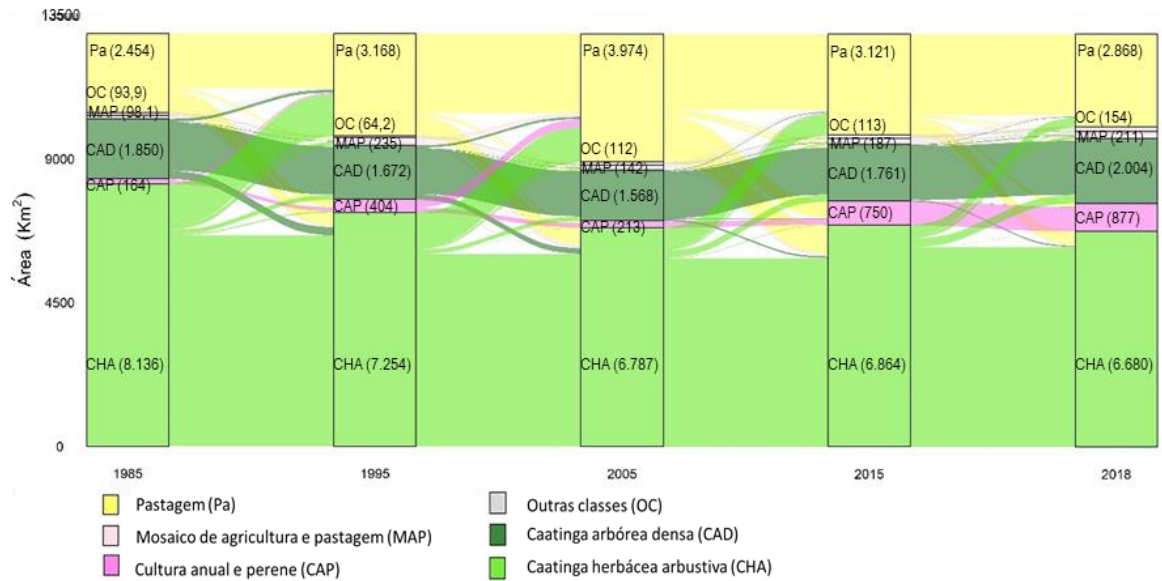 13500
9000
4500
0
Área (Km²)
Pa (2.454)
OC (93,9)
MAP (98,1)
CAD (1.850)
CAP (164)
CHA (8.136)
Pa (3.168)
OC (64,2)
MAP (235)
CAD (1.672)
CAP (404)
CHA (7.254)
Pa (3.974)
OC (112)
MAP (142)
CAD (1.568)
CAP (213)
CHA (6.787)
Pa (3.121)
OC (113)
MAP (187)
CAD (1.761)
CAP (750)
CHA (6.864)
Pa (2.868)
OC (154)
MAP (211)
CAD (2.004)
CAP (877)
CHA (6.680)
1985
1995
2005
2015
2018
Pastagem (Pa)
Mosaico de agricultura e pastagem (MAP)
Cultura anual e perene (CAP)
Outras classes (OC)
Caatinga arbórea densa (CAD)
Caatinga herbácea arbustiva (CHA)